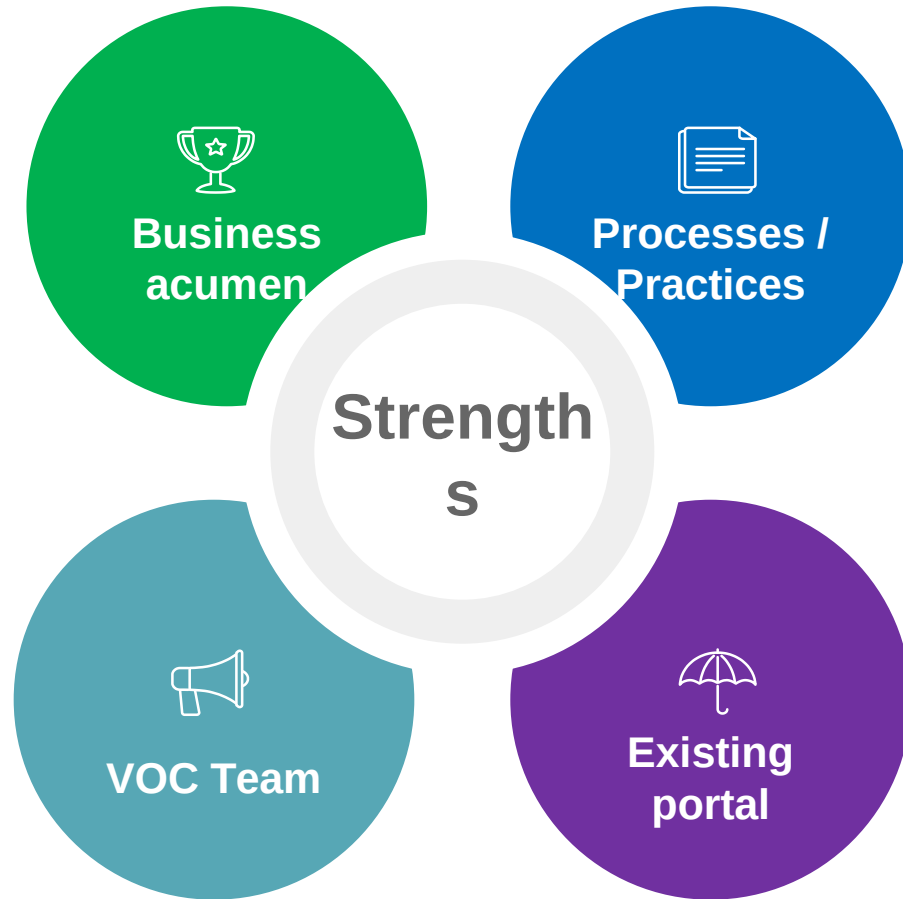 Business
acumen
Processes /
Practices
Strength
s
VOC Team
Existing
portal